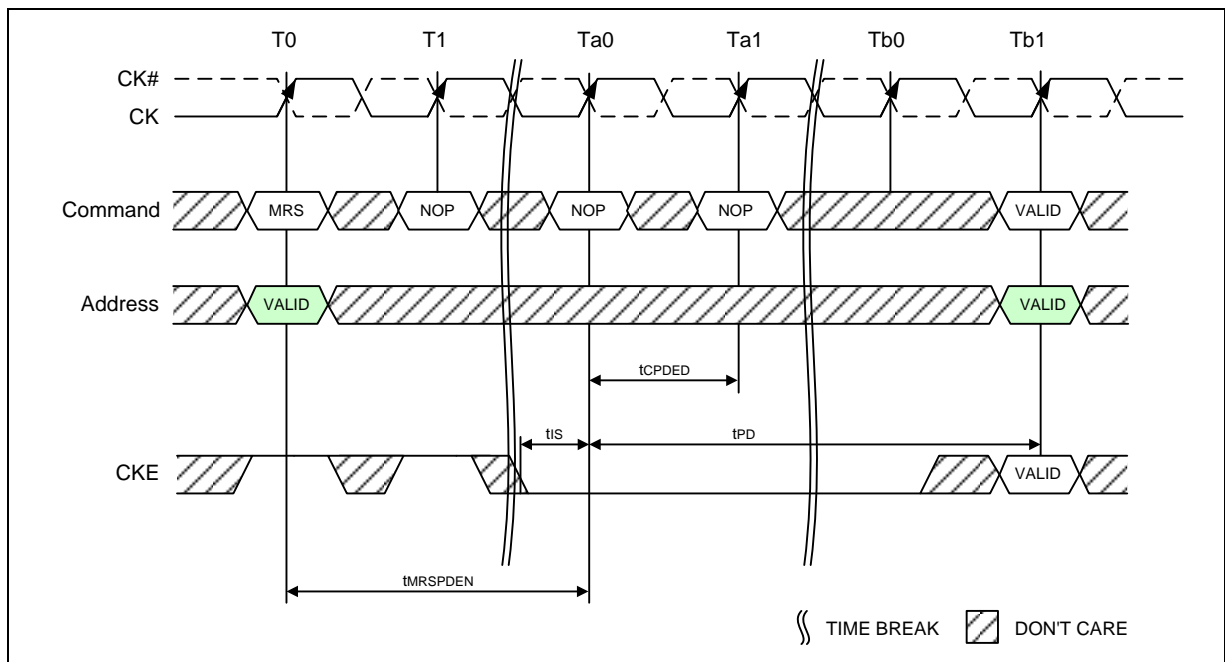 T0 T1 Ta0 Ta1 Tb0 Tb1
CK#
CK
Command MRS NOP NOP NOP VALID
Address VALID VALID
tCPDED
tIS tPD
CKE VALID
tMRSPDEN
TIME BREAK DON'T CARE